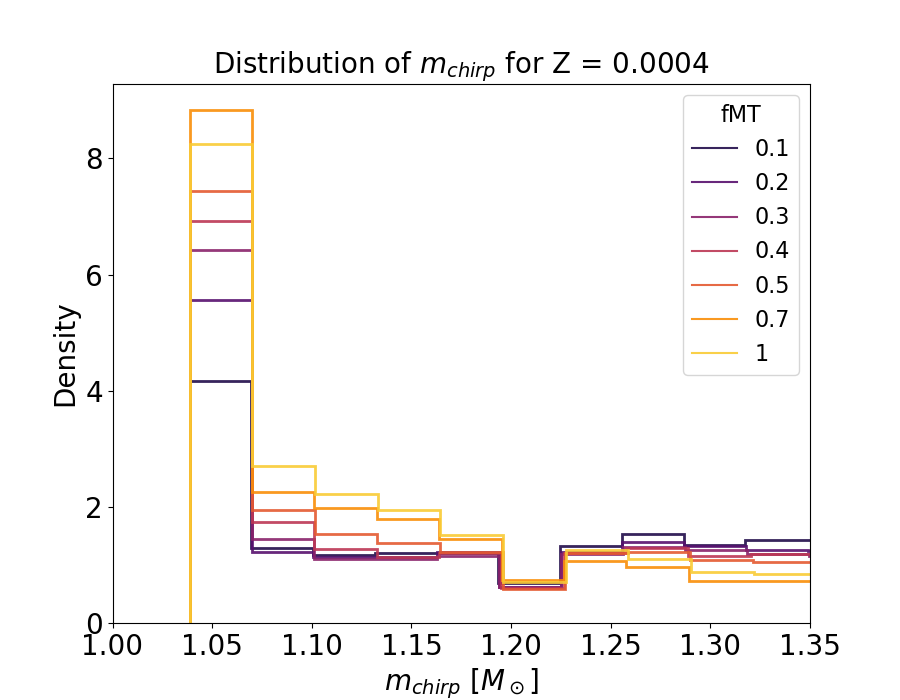 Distribution of m_chirp for Z = 0.0004
fMT
0.1
0.2
0.3
0.4
0.5
0.7
1
Density
8
6
4
2
0
1.00 1.05 1.10 1.15 1.20 1.25 1.30 1.35
m_chirp [M_⊙]